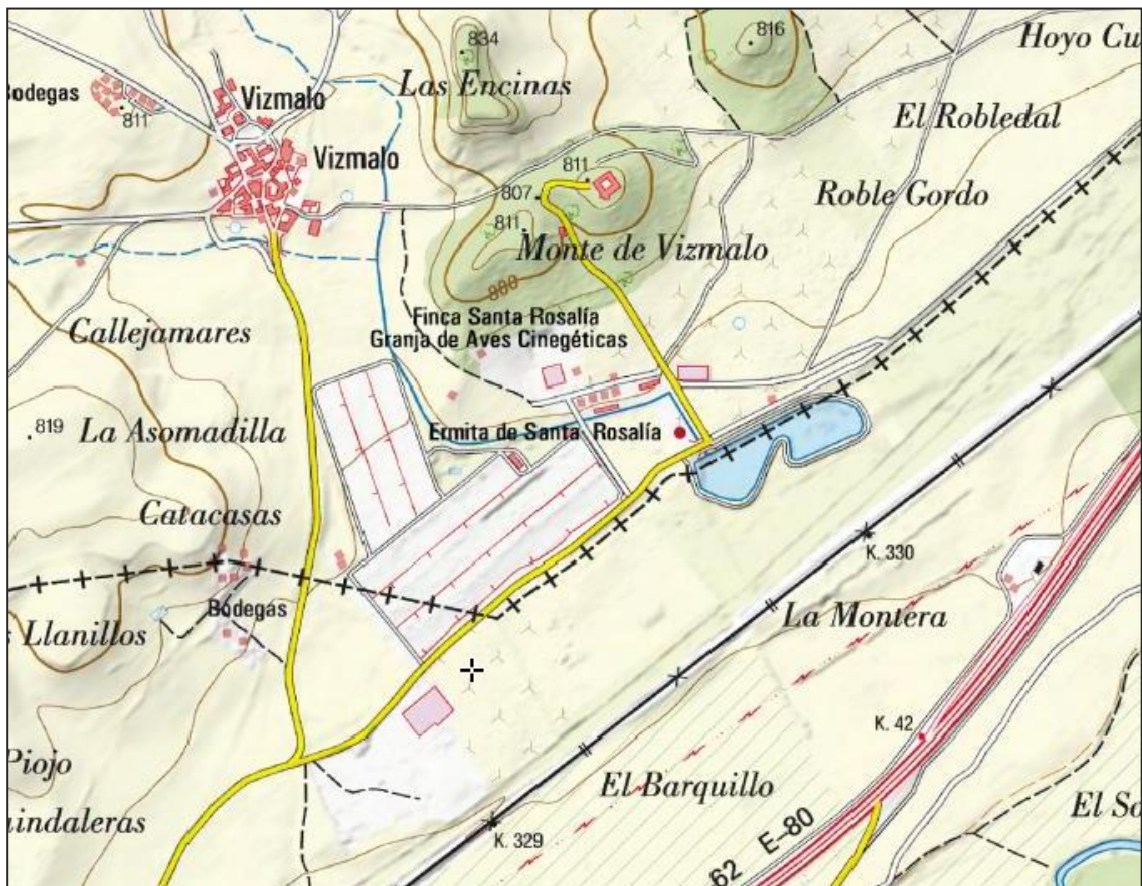 834
816
Hoyo Cu
Las Encinas
Bodegas
Vizmalo
811
El Robledal
Vizmalo
811
807
Roble Gordo
811
Monte de Vizmalo
800
Finca Santa Rosalía
Granja de Aves Cinegéticas
Callejamares
819
La Asomadilla
Ermita de Santa Rosalía
Catacasas
K. 330
Bodegas
s Llanillos
La Montera
K. 42
Piojo
El Barquillo
uindaleras
El So
K. 329
62
E-80